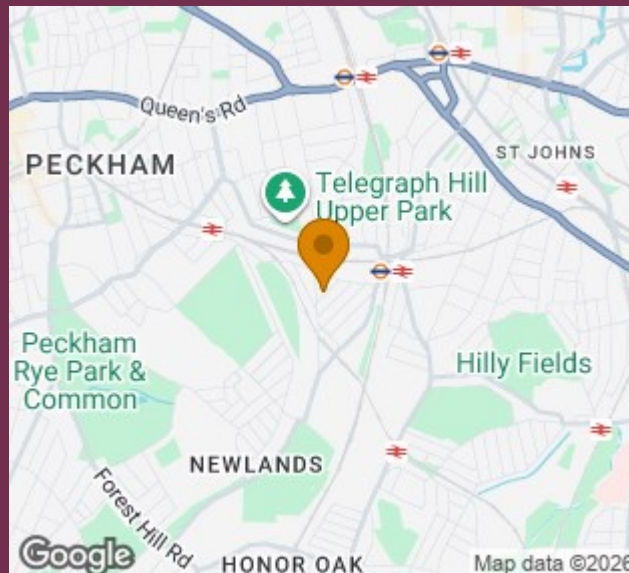 Queen's Rd
PECKHAM
ST JOHNS
Telegraph Hill
Upper Park
Peckham
Rye Park &
Common
Hilly Fields
NEWLANDS
Forest Hill Rd
HONOR OAK
Google
Map data ©2026